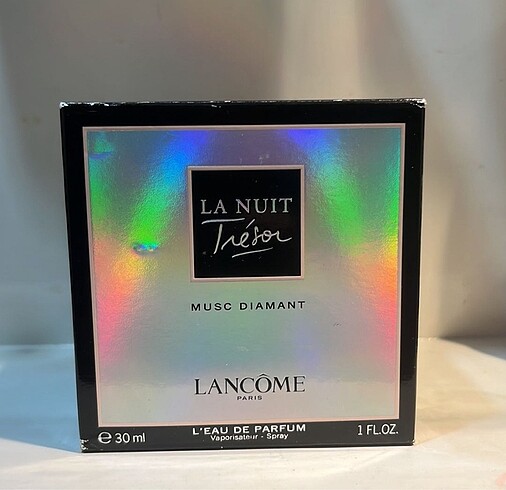 LA NUIT
Trésor
MUSC DIAMANT
LANCÔME
PARIS
e 30 ml
L'EAU DE PARFUM
Vaporisateur - Spray
1 FL.OZ.